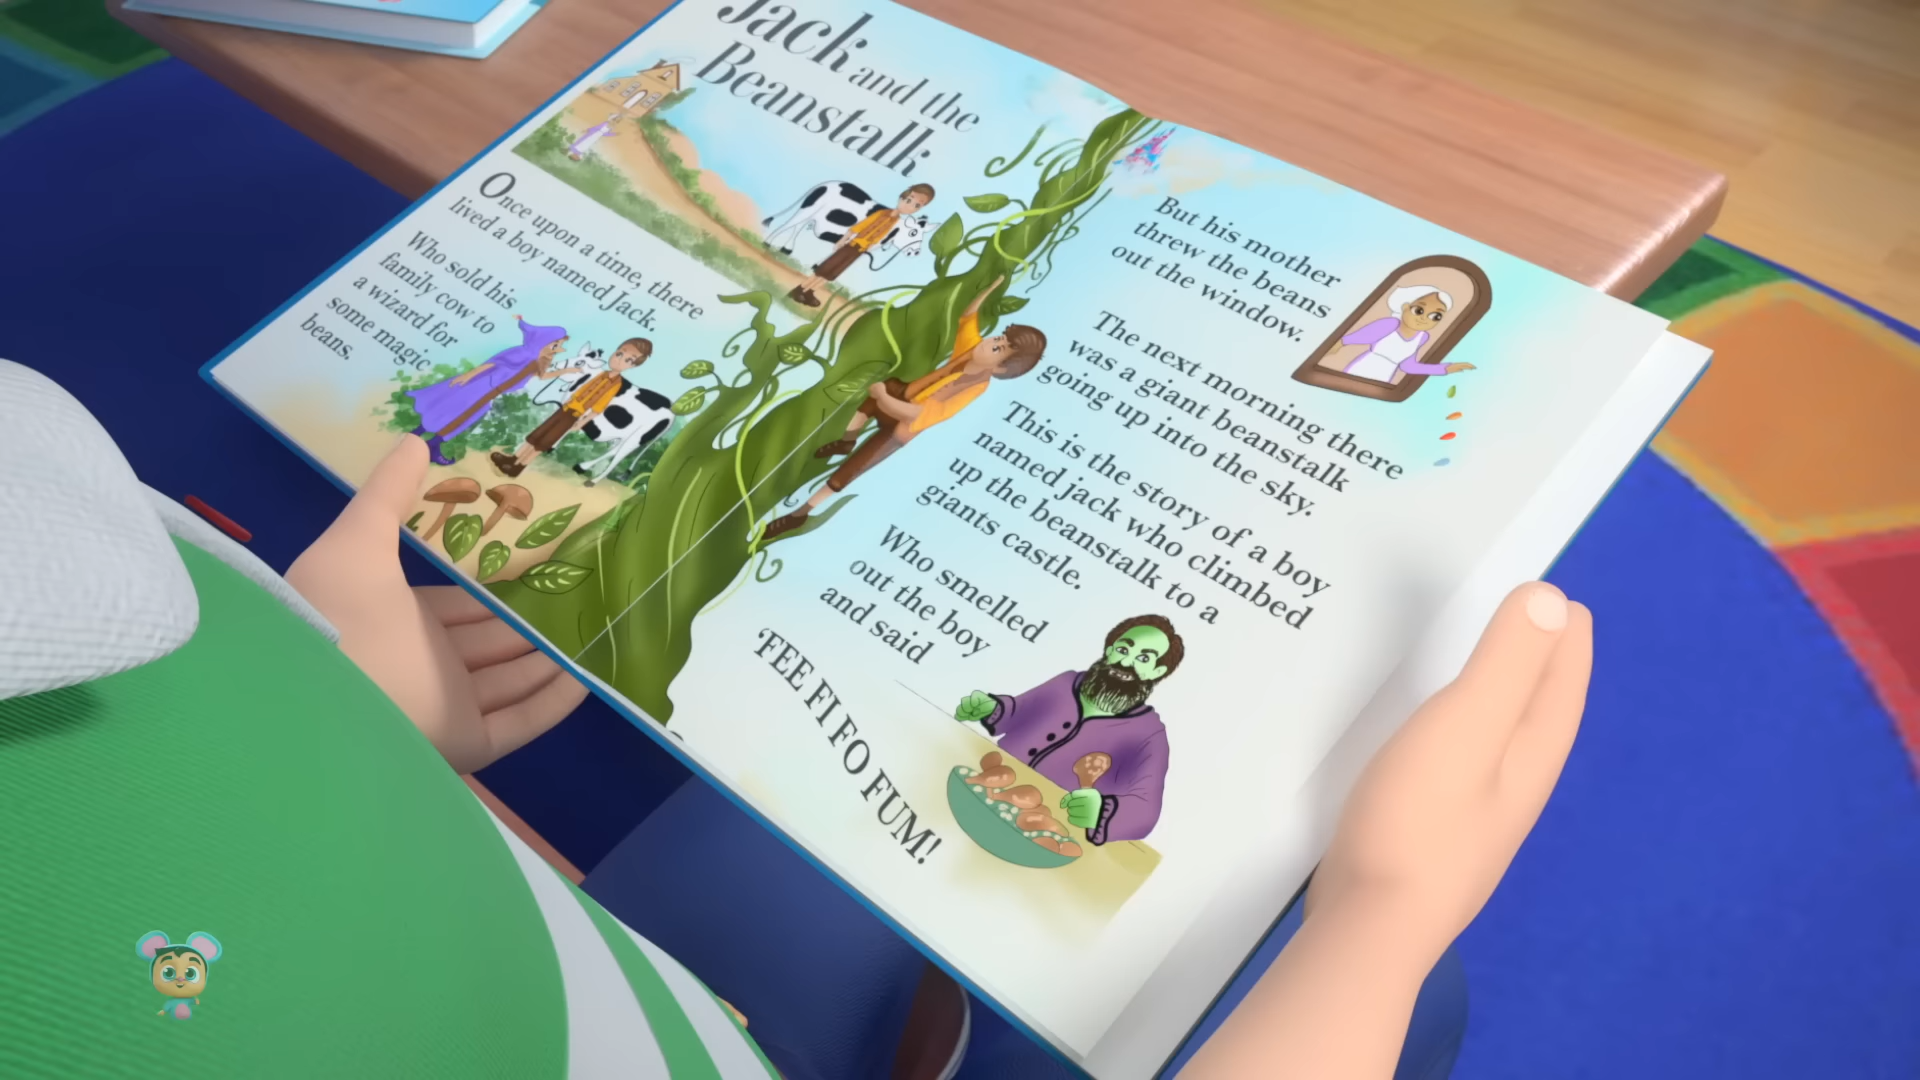 Jack and the
Beanstalk
Once upon a time, there
lived a boy named Jack.
Who sold his
family cow to
a wizard for
some magic
beans.
But his mother
threw the beans
out the window.
The next morning there
was a giant beanstalk
going up into the sky.
This is the story of a boy
named jack who climbed
up the beanstalk to a
giants castle.
Who smelled
out the boy
and said
'FEE FI FO FUM!